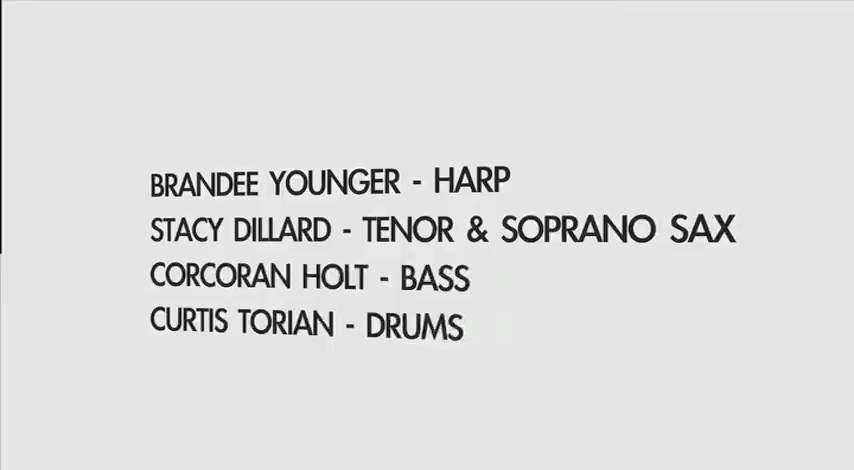 BRANDEE YOUNGER - HARP
STACY DILLARD - TENOR & SOPRANO SAX
CORCORAN HOLT - BASS
CURTIS TORIAN - DRUMS